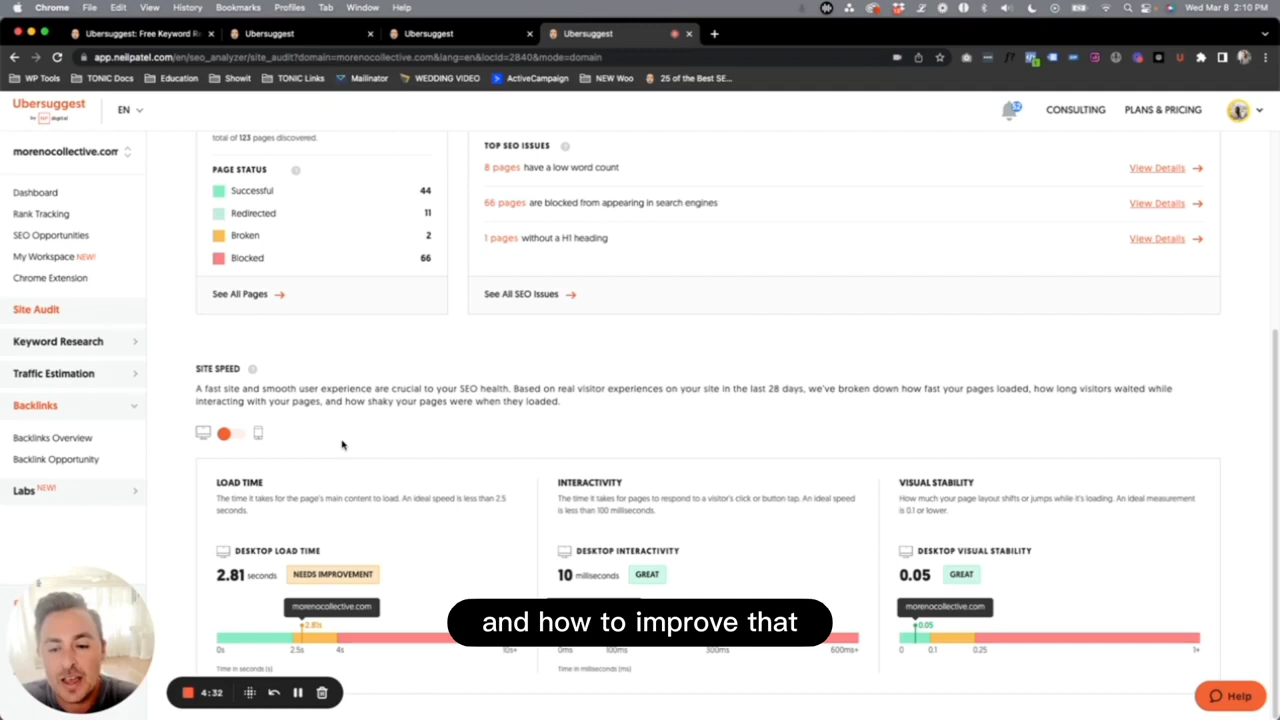 Chrome File Edit View History Bookmarks Profiles Tab Window Help
Wed Mar 8 2:10 PM
Ubersuggest: Free Keyword R
Ubersuggest
Ubersuggest
Ubersuggest
app.neilpatel.com/en/seo_analyzer/site_audit?domain=morenocollective.com&lang=en&locId=2840&mode=domain
WP Tools TONIC Docs Education Showit TONIC Links Mailinator WEDDING VIDEO ActiveCampaign NEW Woo 25 of the Best SE...
Ubersuggest
by NP digital
EN
CONSULTING
PLANS & PRICING
morenocollective.com
Dashboard
Rank Tracking
SEO Opportunities
My Workspace NEW!
Chrome Extension
Site Audit
Keyword Research
Traffic Estimation
Backlinks
Backlinks Overview
Backlink Opportunity
Labs NEW!
total of 123 pages discovered.
PAGE STATUS
Successful 44
Redirected 11
Broken 2
Blocked 66
See All Pages
TOP SEO ISSUES
8 pages have a low word count View Details
66 pages are blocked from appearing in search engines View Details
1 pages without a H1 heading View Details
See All SEO Issues
SITE SPEED
A fast site and smooth user experience are crucial to your SEO health. Based on real visitor experiences on your site in the last 28 days, we've broken down how fast your pages loaded, how long visitors waited while
interacting with your pages, and how shaky your pages were when they loaded.
LOAD TIME
The time it takes for the page's main content to load. An ideal speed is less than 2.5
seconds.
DESKTOP LOAD TIME
2.81 seconds NEEDS IMPROVEMENT
morenocollective.com
2.81s
0s 2.5s 4s 10s+
Time in seconds (s)
INTERACTIVITY
The time it takes for pages to respond to a visitor's click or button tap. An ideal speed
is less than 100 milliseconds.
DESKTOP INTERACTIVITY
10 milliseconds GREAT
0ms 100ms 300ms 600ms+
Time in milliseconds (ms)
VISUAL STABILITY
How much your page layout shifts or jumps while it's loading. An ideal measurement
is 0.1 or lower.
DESKTOP VISUAL STABILITY
0.05 GREAT
morenocollective.com
0.05
0 0.1 0.25 1+
and how to improve that
4:32
Help